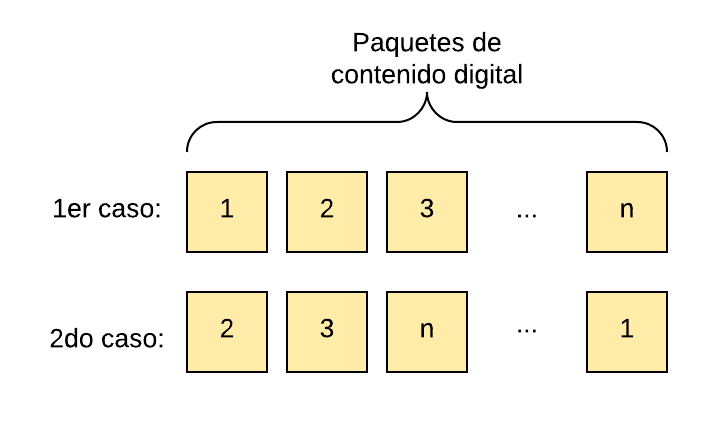 Paquetes de
contenido digital
1er caso: 1 2 3 ... n
2do caso: 2 3 n ... 1